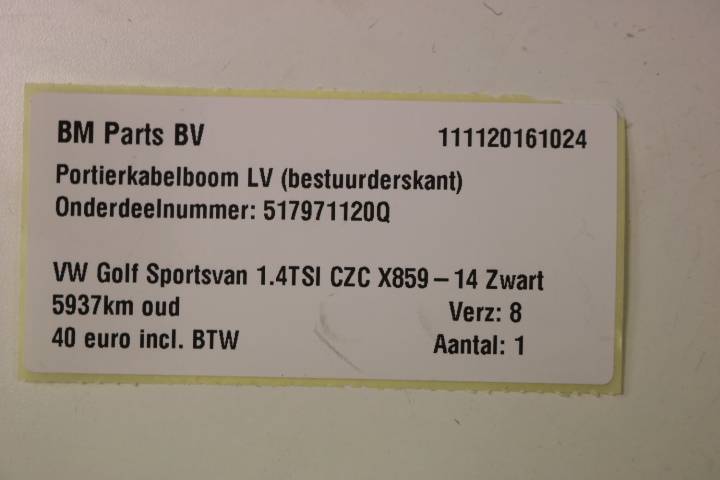 BM Parts BV 111120161024
Portierkabelboom LV (bestuurderskant)
Onderdeelnummer: 517971120Q
VW Golf Sportsvan 1.4TSI CZC X859 – 14 Zwart
5937km oud Verz: 8
40 euro incl. BTW Aantal: 1